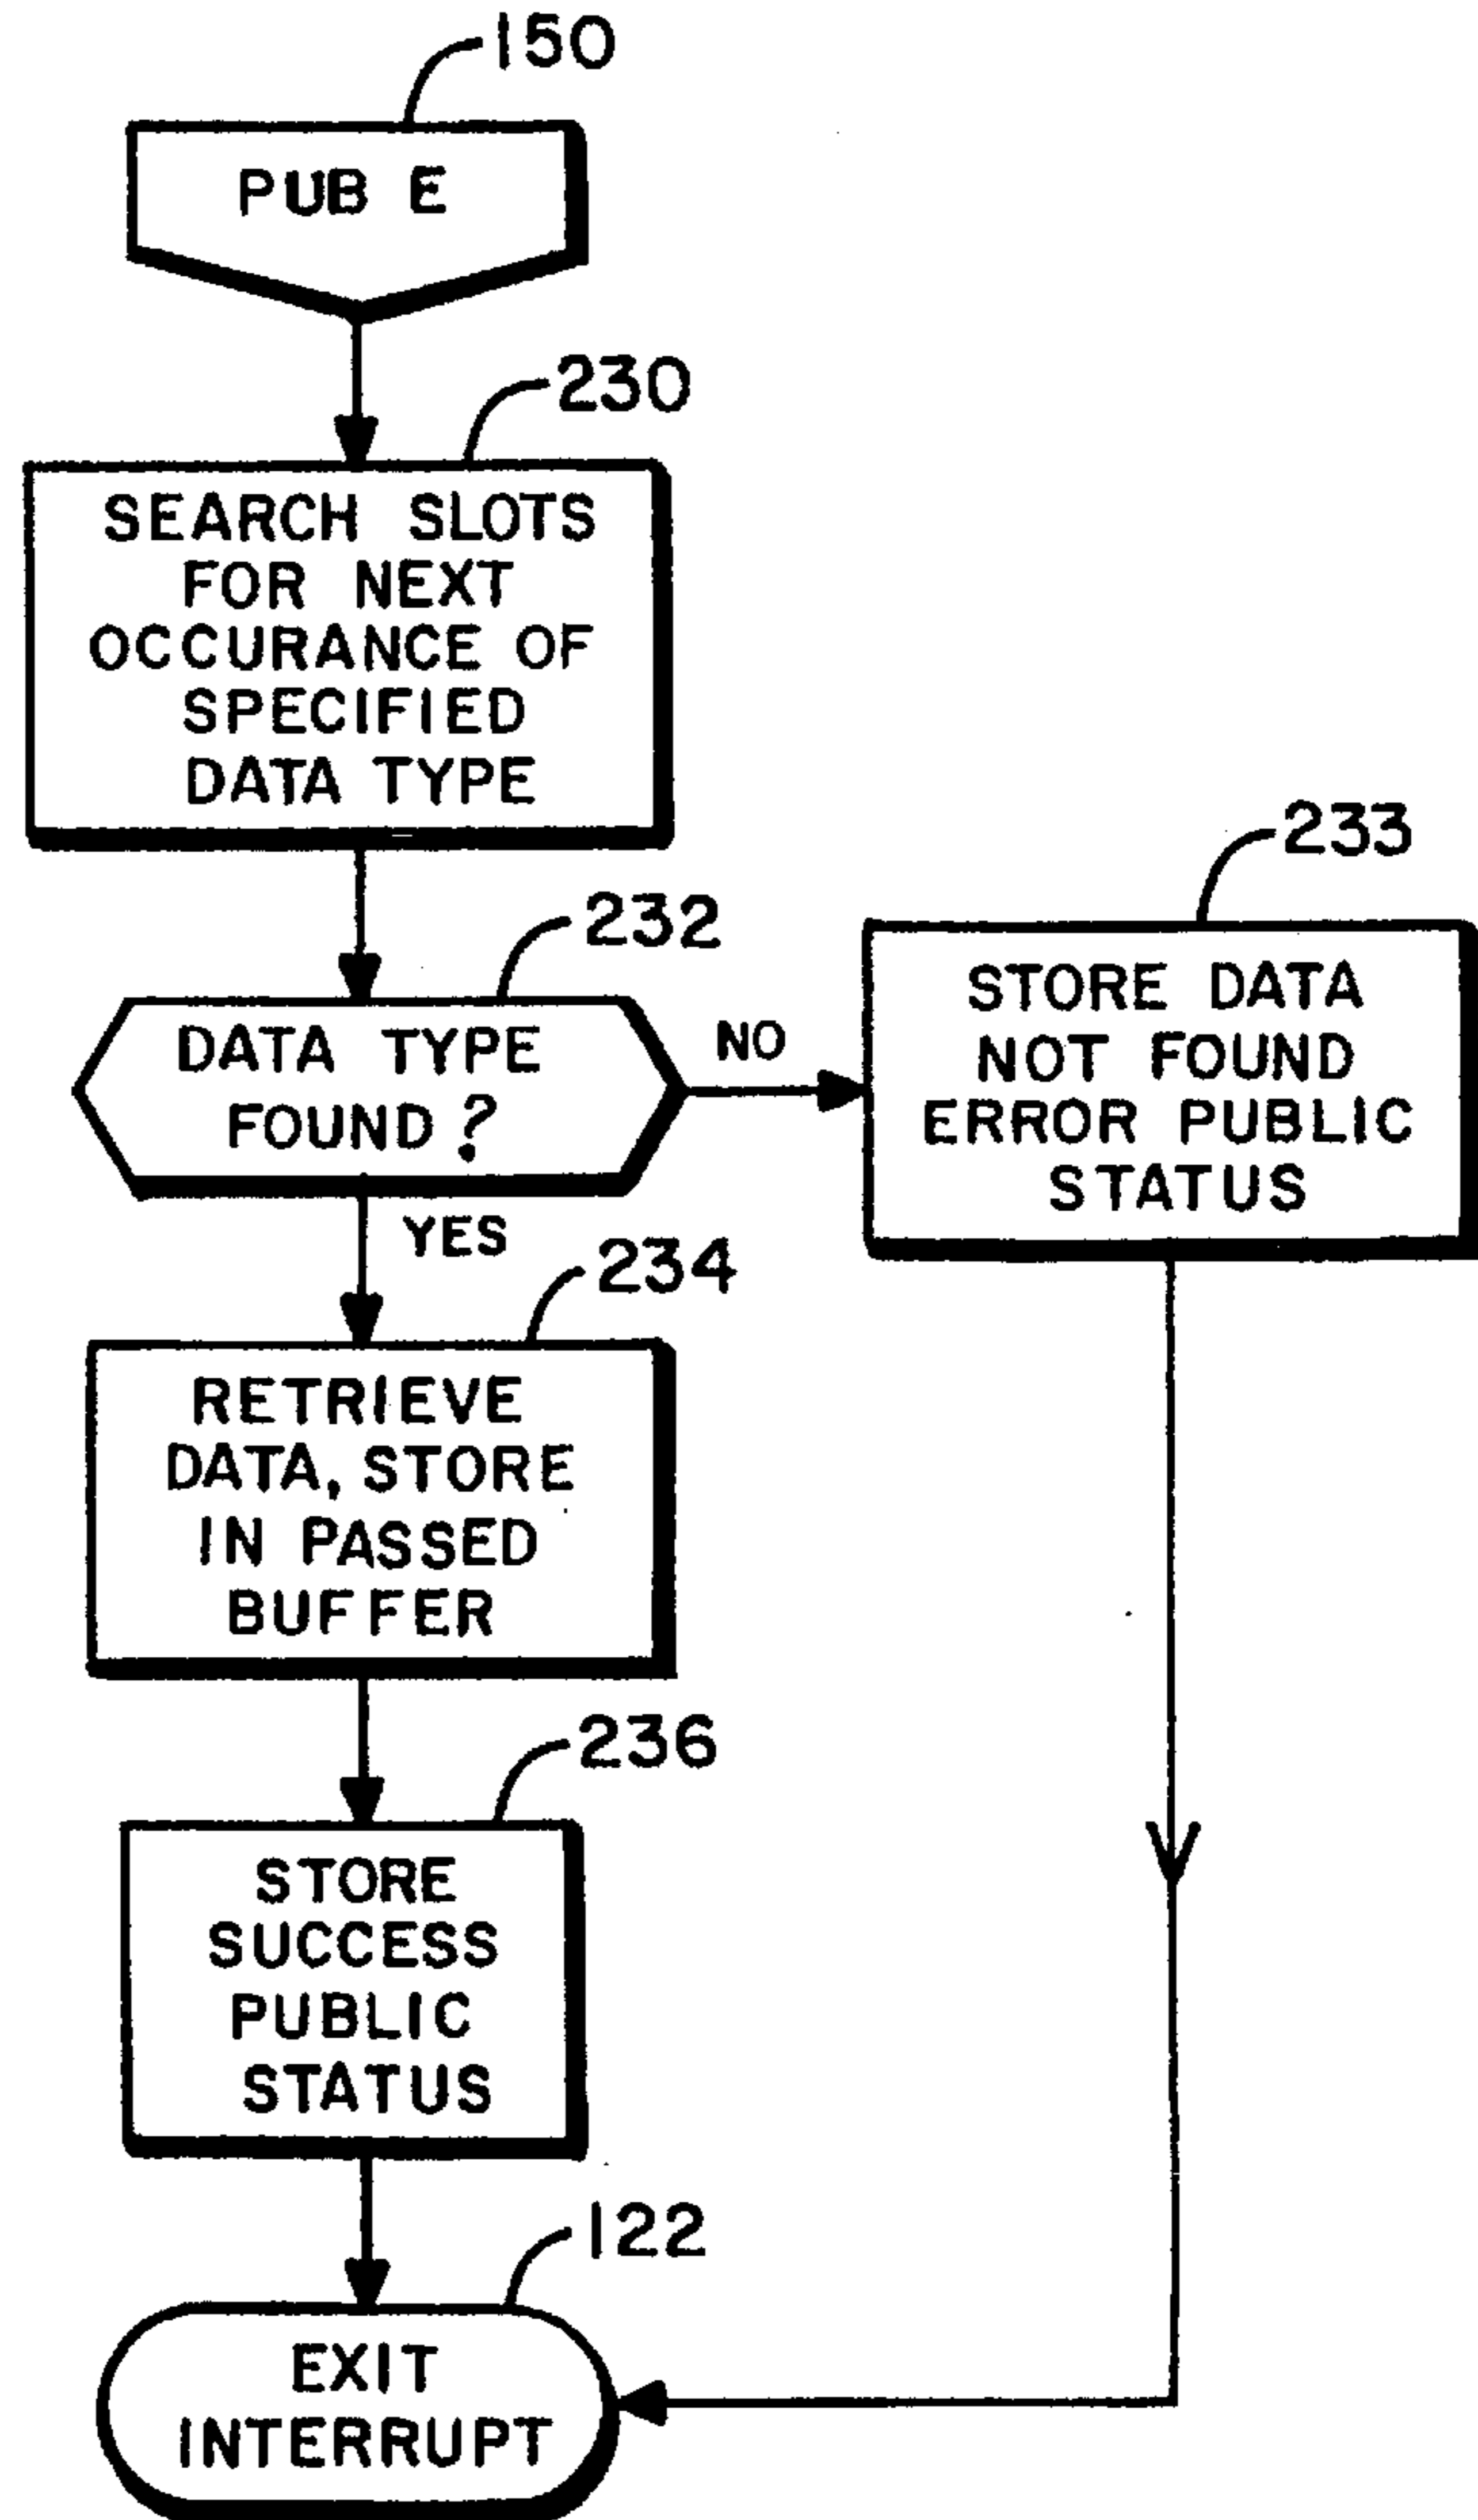 150
PUB E
230
SEARCH SLOTS
FOR NEXT
OCCURANCE OF
SPECIFIED
DATA TYPE
232
DATA TYPE
FOUND?
NO
233
STORE DATA
NOT FOUND
ERROR PUBLIC
STATUS
YES
234
RETRIEVE
DATA, STORE
IN PASSED
BUFFER
236
STORE
SUCCESS
PUBLIC
STATUS
122
EXIT
INTERRUPT